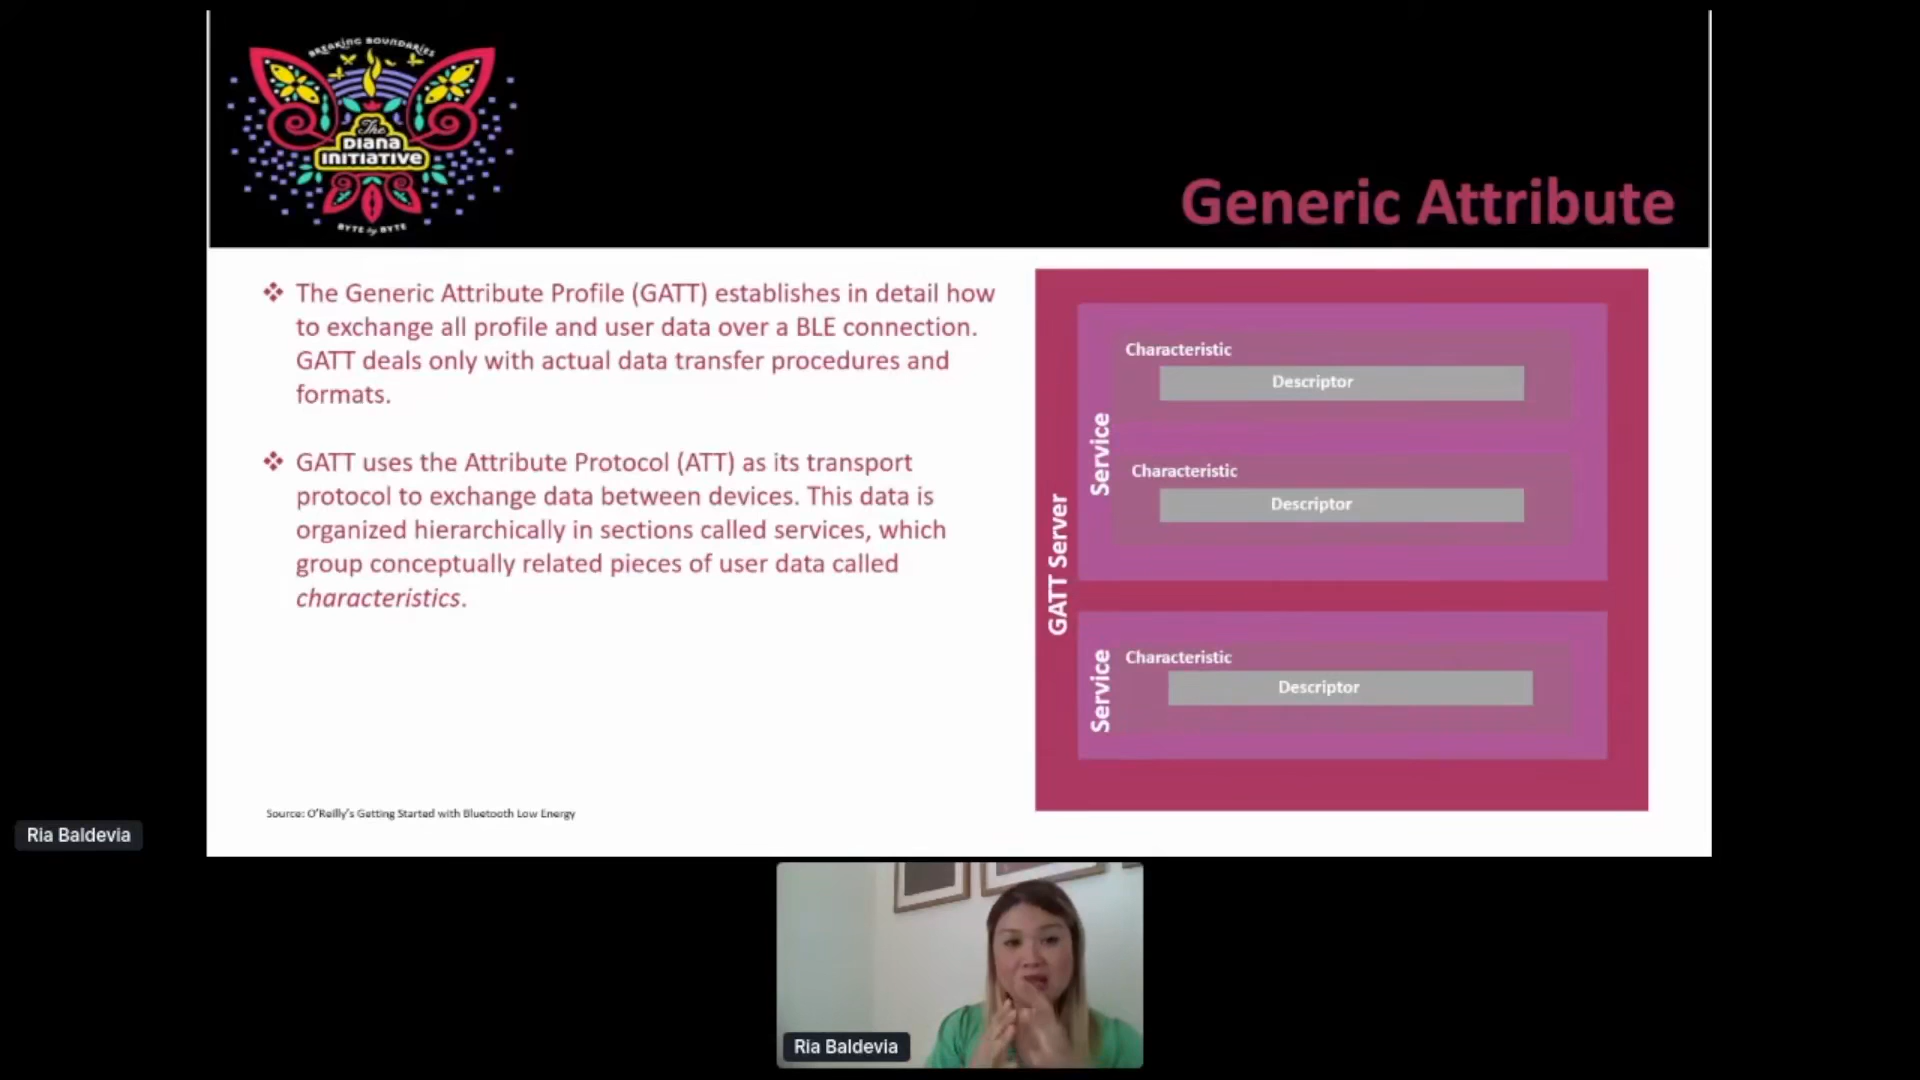 BREAKING BOUNDARIES
The
DIANA
INITIATIVE
BYTE by BYTE
Generic Attribute
❖ The Generic Attribute Profile (GATT) establishes in detail how
to exchange all profile and user data over a BLE connection.
GATT deals only with actual data transfer procedures and
formats.
❖ GATT uses the Attribute Protocol (ATT) as its transport
protocol to exchange data between devices. This data is
organized hierarchically in sections called services, which
group conceptually related pieces of user data called
characteristics.
Source: O'Reilly's Getting Started with Bluetooth Low Energy
GATT Server
Service
Characteristic
Descriptor
Characteristic
Descriptor
Service
Characteristic
Descriptor
Ria Baldevia
Ria Baldevia